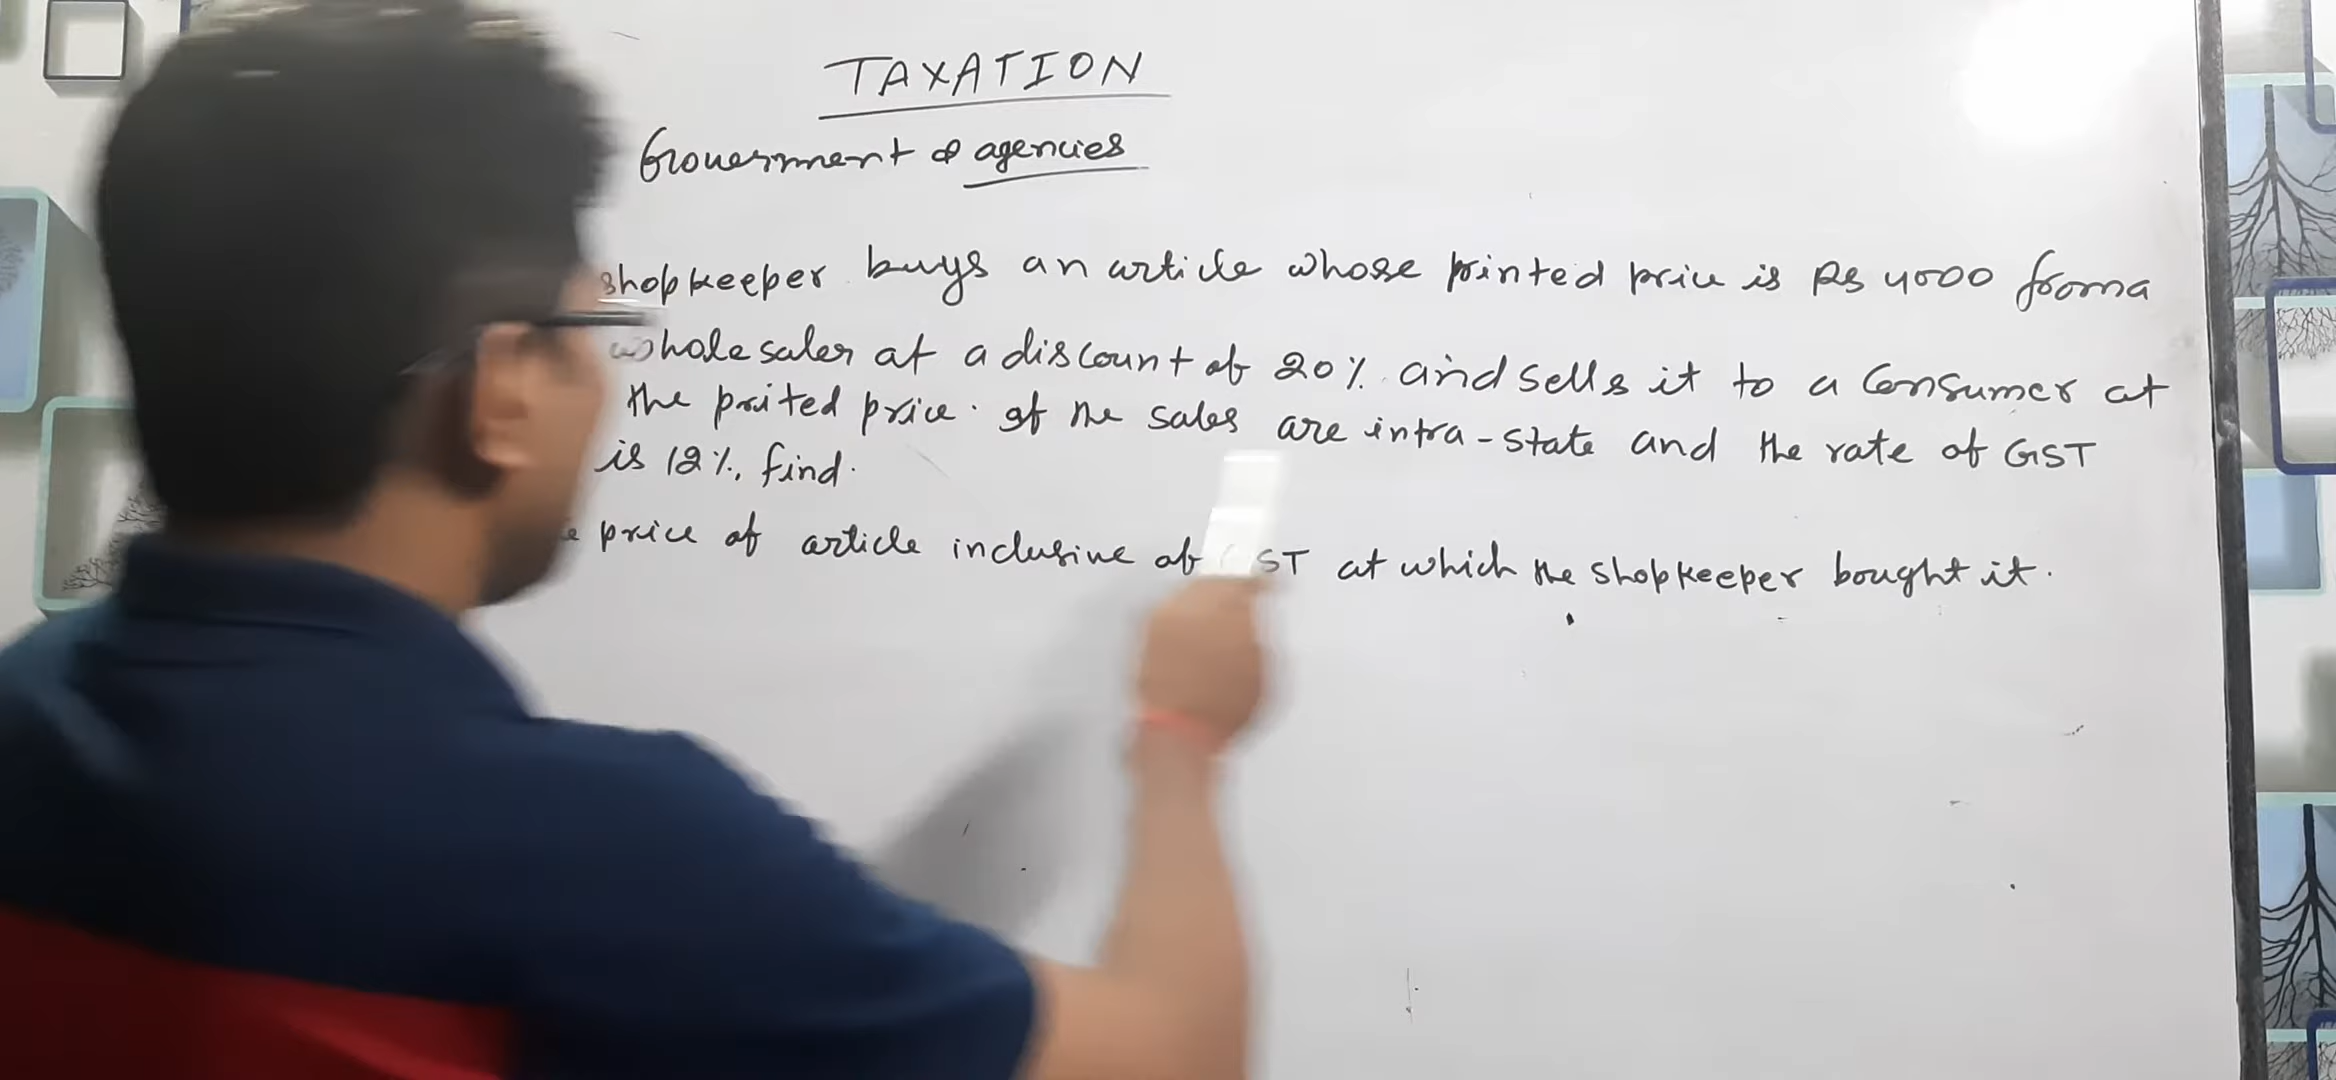 TAXATION
Government & agencies
shopkeeper buys an article whose printed price is Rs 4000 from a
wholesaler at a discount of 20% and sells it to a Consumer at
the prited price. If the sales are intra-state and the rate of GST
is 12%, find.
price of article inclusive of GST at which the shopkeeper bought it.